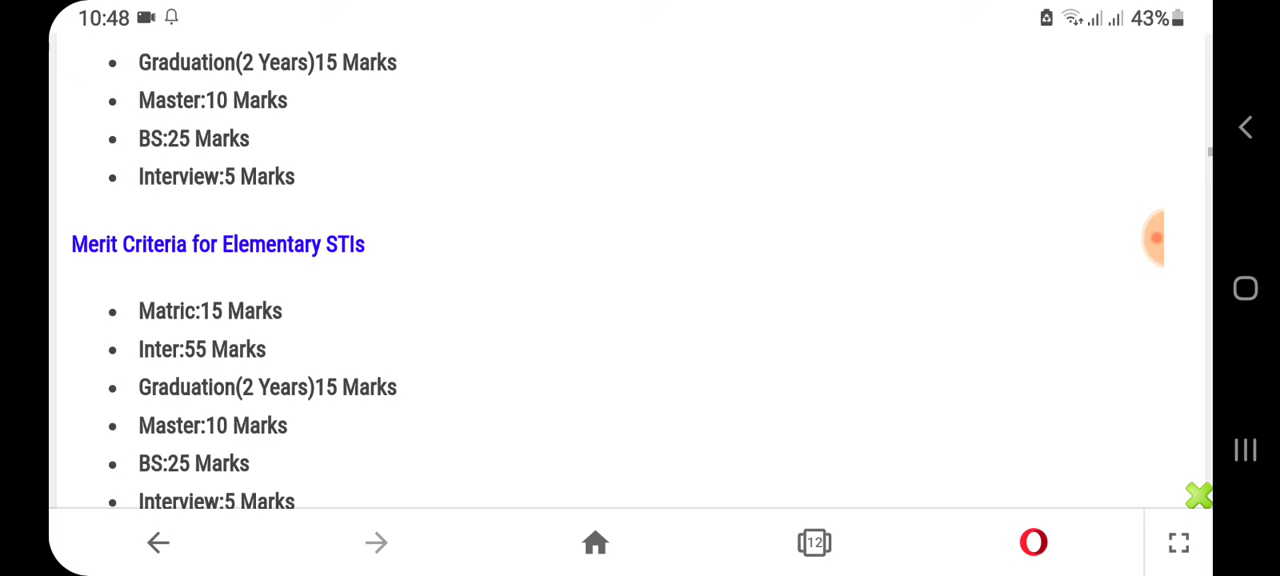 10:48
43%
Graduation(2 Years)15 Marks
Master:10 Marks
BS:25 Marks
Interview:5 Marks
Merit Criteria for Elementary STIs
Matric:15 Marks
Inter:55 Marks
Graduation(2 Years)15 Marks
Master:10 Marks
BS:25 Marks
Interview:5 Marks
12